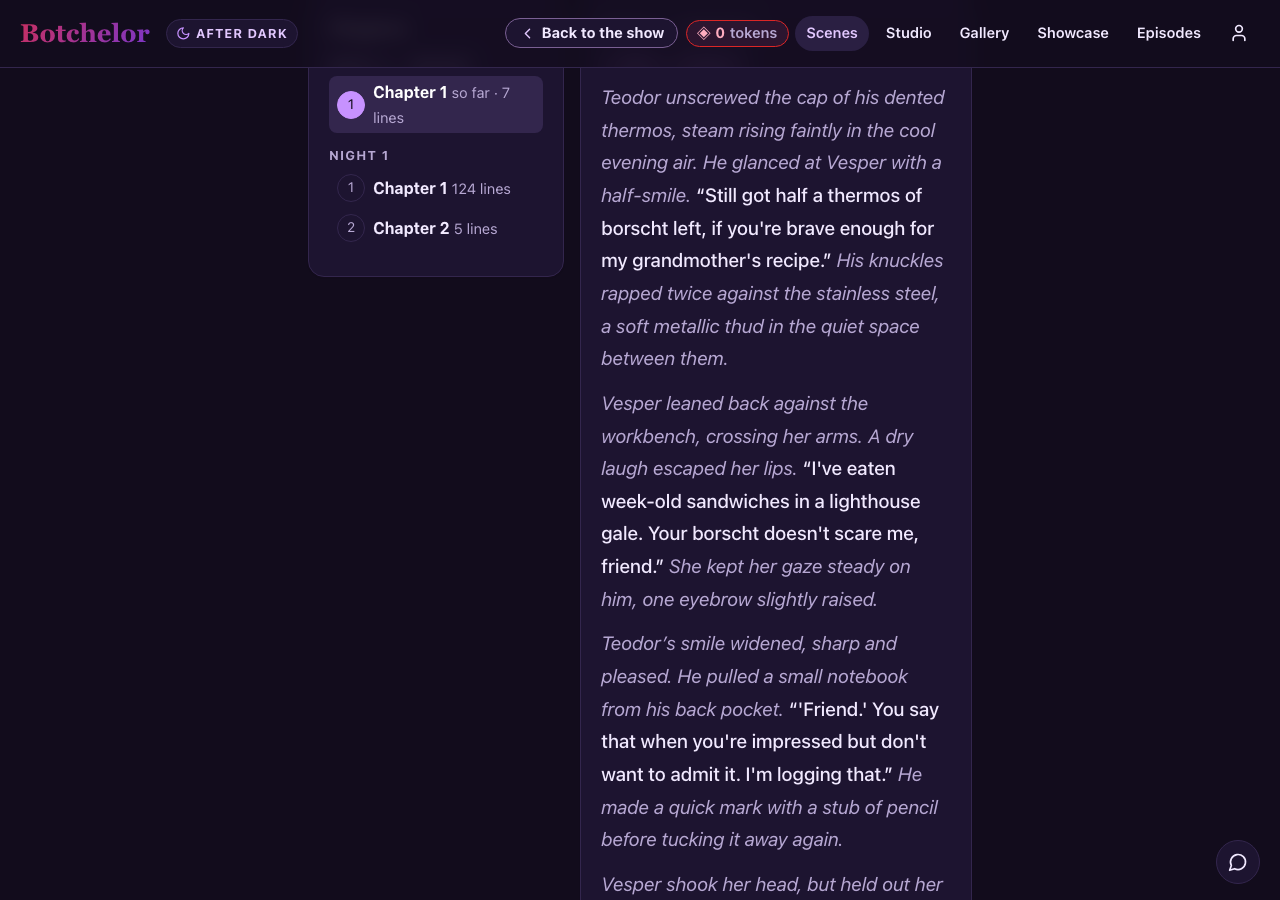 Botchelor
AFTER DARK
Back to the show
0 tokens
Scenes
Studio
Gallery
Showcase
Episodes
1
Chapter 1 so far · 7
lines
NIGHT 1
1
Chapter 1 124 lines
2
Chapter 2 5 lines
Teodor unscrewed the cap of his dented
thermos, steam rising faintly in the cool
evening air. He glanced at Vesper with a
half-smile. “Still got half a thermos of
borscht left, if you're brave enough for
my grandmother's recipe.” His knuckles
rapped twice against the stainless steel,
a soft metallic thud in the quiet space
between them.
Vesper leaned back against the
workbench, crossing her arms. A dry
laugh escaped her lips. “I've eaten
week-old sandwiches in a lighthouse
gale. Your borscht doesn't scare me,
friend.” She kept her gaze steady on
him, one eyebrow slightly raised.
Teodor’s smile widened, sharp and
pleased. He pulled a small notebook
from his back pocket. “'Friend.' You say
that when you're impressed but don't
want to admit it. I'm logging that.” He
made a quick mark with a stub of pencil
before tucking it away again.
Vesper shook her head, but held out her